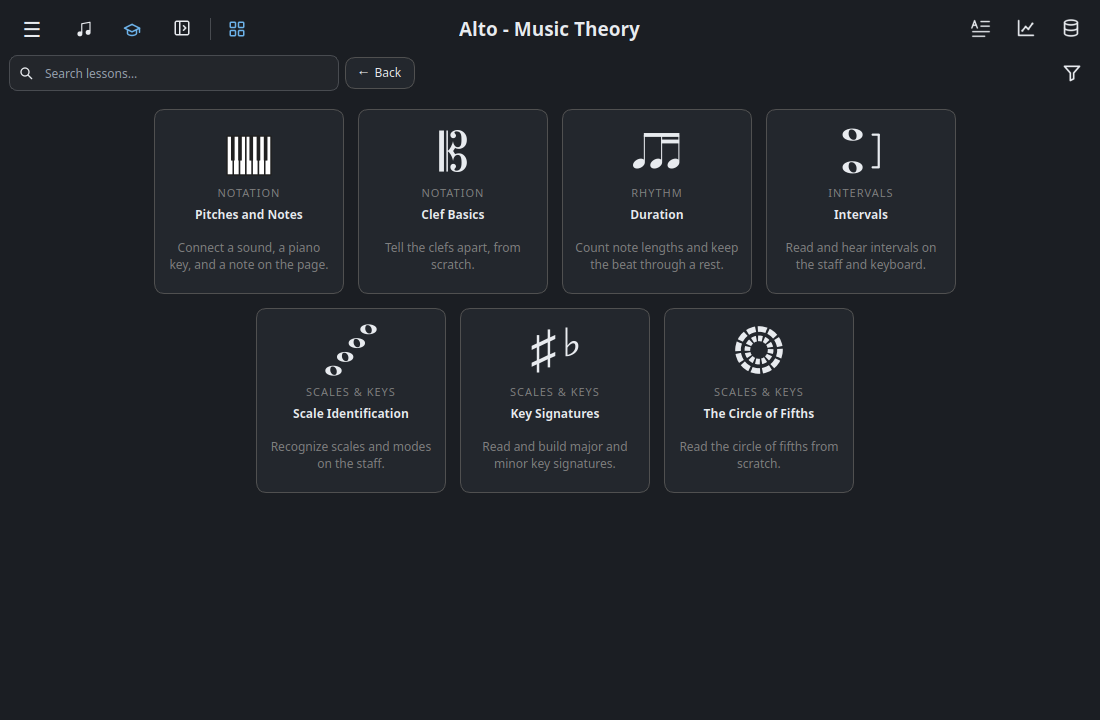 Alto - Music Theory
Search lessons...
← Back
NOTATION
Pitches and Notes
Connect a sound, a piano
key, and a note on the page.
NOTATION
Clef Basics
Tell the clefs apart, from
scratch.
RHYTHM
Duration
Count note lengths and keep
the beat through a rest.
INTERVALS
Intervals
Read and hear intervals on
the staff and keyboard.
SCALES & KEYS
Scale Identification
Recognize scales and modes
on the staff.
SCALES & KEYS
Key Signatures
Read and build major and
minor key signatures.
SCALES & KEYS
The Circle of Fifths
Read the circle of fifths from
scratch.